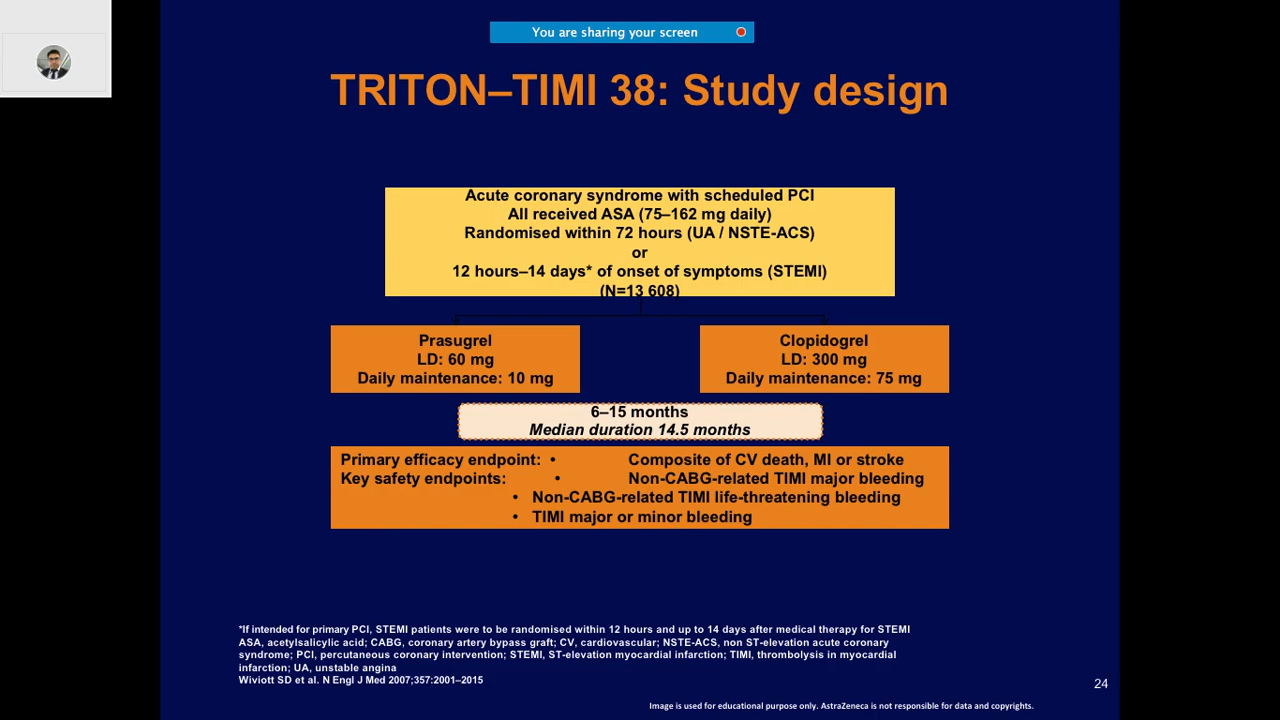 You are sharing your screen
TRITON–TIMI 38: Study design
Acute coronary syndrome with scheduled PCI
All received ASA (75–162 mg daily)
Randomised within 72 hours (UA / NSTE-ACS)
or
12 hours–14 days* of onset of symptoms (STEMI)
(N=13 608)
Prasugrel
LD: 60 mg
Daily maintenance: 10 mg
Clopidogrel
LD: 300 mg
Daily maintenance: 75 mg
6–15 months
Median duration 14.5 months
Primary efficacy endpoint: • Composite of CV death, MI or stroke
Key safety endpoints: • Non-CABG-related TIMI major bleeding
• Non-CABG-related TIMI life-threatening bleeding
• TIMI major or minor bleeding
*If intended for primary PCI, STEMI patients were to be randomised within 12 hours and up to 14 days after medical therapy for STEMI
ASA, acetylsalicylic acid; CABG, coronary artery bypass graft; CV, cardiovascular; NSTE-ACS, non ST-elevation acute coronary
syndrome; PCI, percutaneous coronary intervention; STEMI, ST-elevation myocardial infarction; TIMI, thrombolysis in myocardial
infarction; UA, unstable angina
Wiviott SD et al. N Engl J Med 2007;357:2001–2015
24
Image is used for educational purpose only. AstraZeneca is not responsible for data and copyrights.